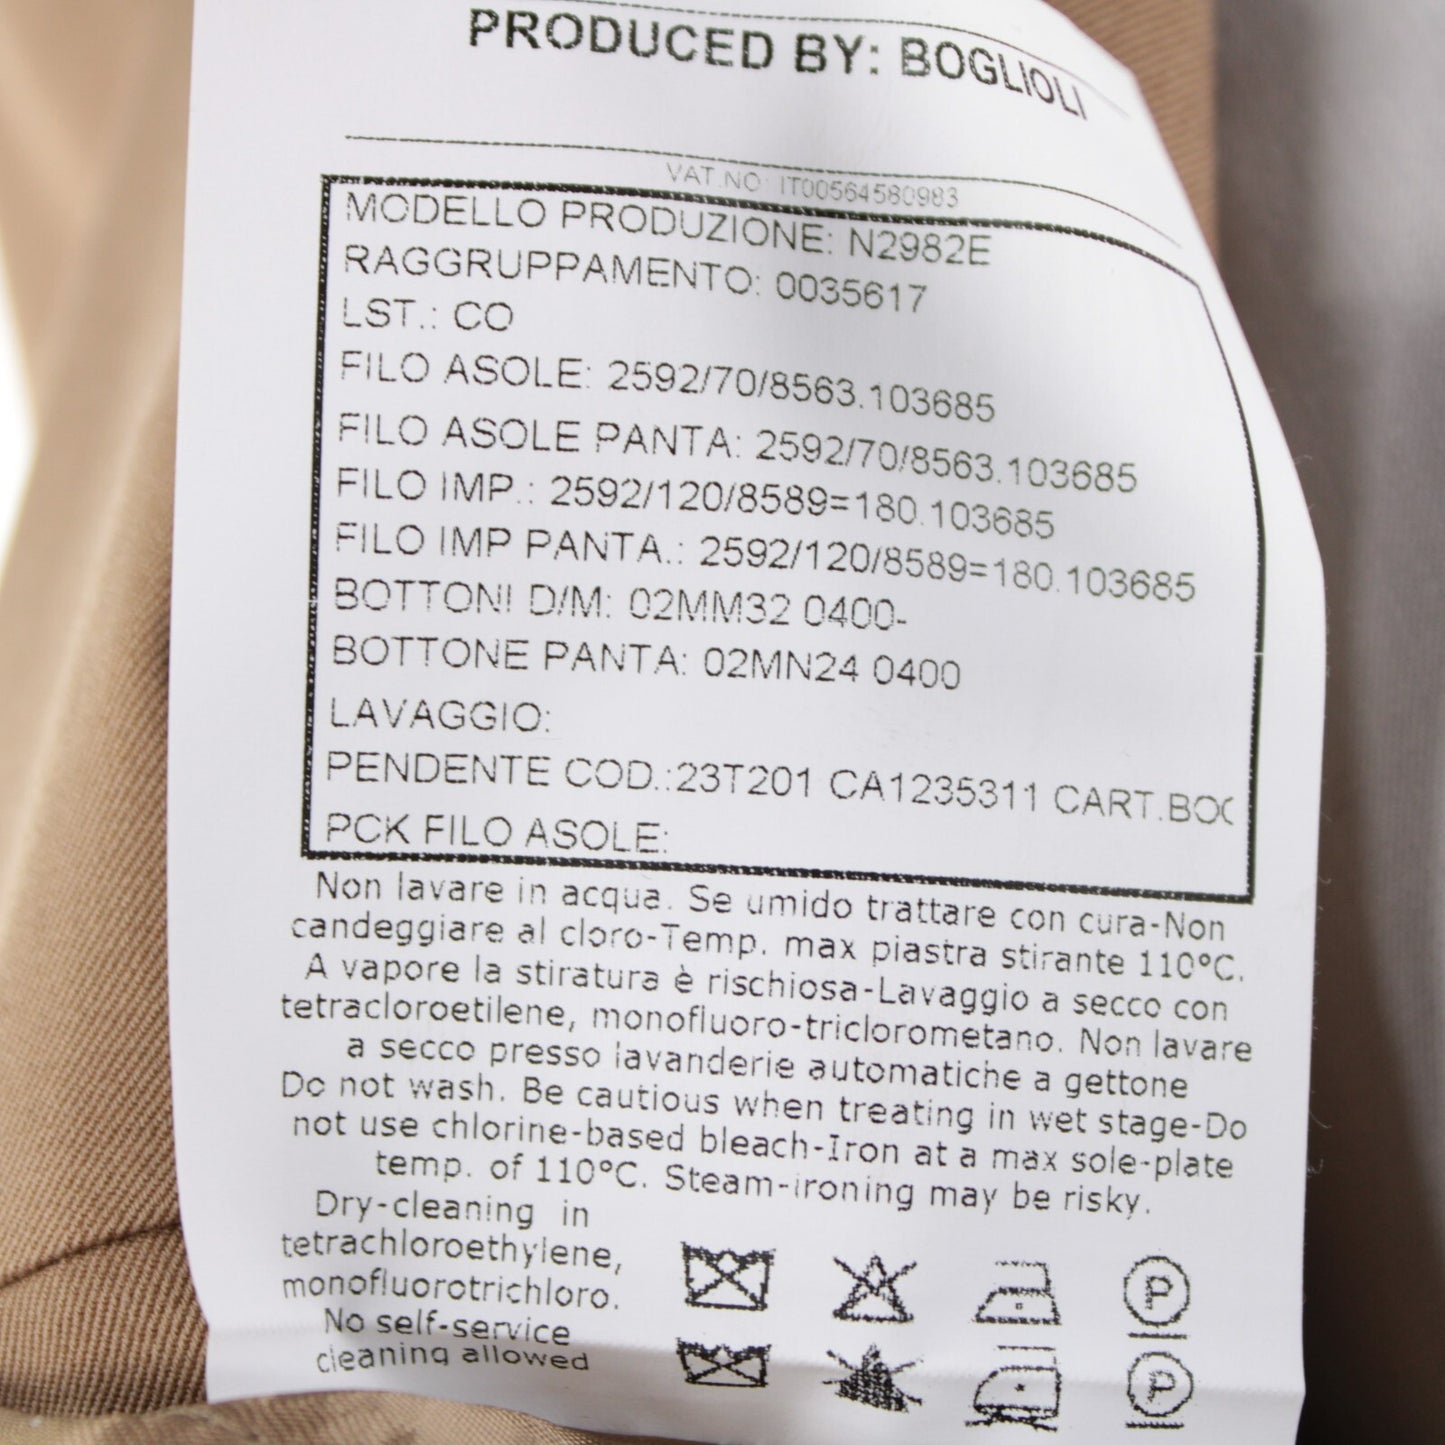 PRODUCED BY: BOGLIOLI
VAT.NO: IT00564580983
MODELLO PRODUZIONE: N2982E
RAGGRUPPAMENTO: 0035617
LST.: CO
FILO ASOLE: 2592/70/8563.103685
FILO ASOLE PANTA: 2592/70/8563.103685
FILO IMP.: 2592/120/8589=180.103685
FILO IMP PANTA.: 2592/120/8589=180.103685
BOTTONI D/M: 02MM32 0400-
BOTTONE PANTA: 02MN24 0400
LAVAGGIO:
PENDENTE COD.:23T201 CA1235311 CART.BOG
PCK FILO ASOLE:
Non lavare in acqua. Se umido trattare con cura-Non
candeggiare al cloro-Temp. max piastra stirante 110°C.
A vapore la stiratura è rischiosa-Lavaggio a secco con
tetracloroetilene, monofluoro-triclorometano. Non lavare
a secco presso lavanderie automatiche a gettone
Do not wash. Be cautious when treating in wet stage-Do
not use chlorine-based bleach-Iron at a max sole-plate
temp. of 110°C. Steam-ironing may be risky.
Dry-cleaning in
tetrachloroethylene,
monofluorotrichloro.
No self-service
cleaning allowed
P
P